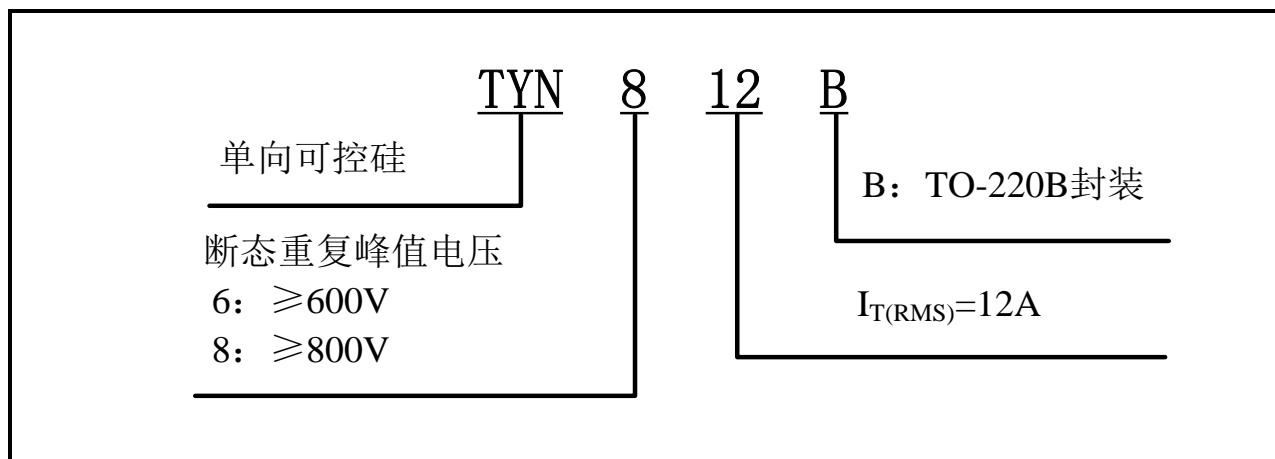 TYN 8 12 B
单向可控硅
B：TO-220B封装
断态重复峰值电压
6：≥600V
8：≥800V
I_T(RMS)=12A